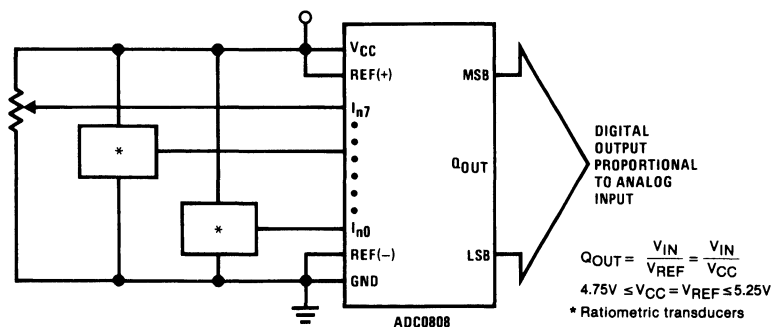 VCC
REF(+)
MSB
In7
*
DIGITAL
OUTPUT
PROPORTIONAL
TO ANALOG
INPUT
QOUT
*
In0
REF(−)
LSB
GND
QOUT = VIN/VREF = VIN/VCC
4.75V ≤ VCC = VREF ≤ 5.25V
* Ratiometric transducers
ADC0808